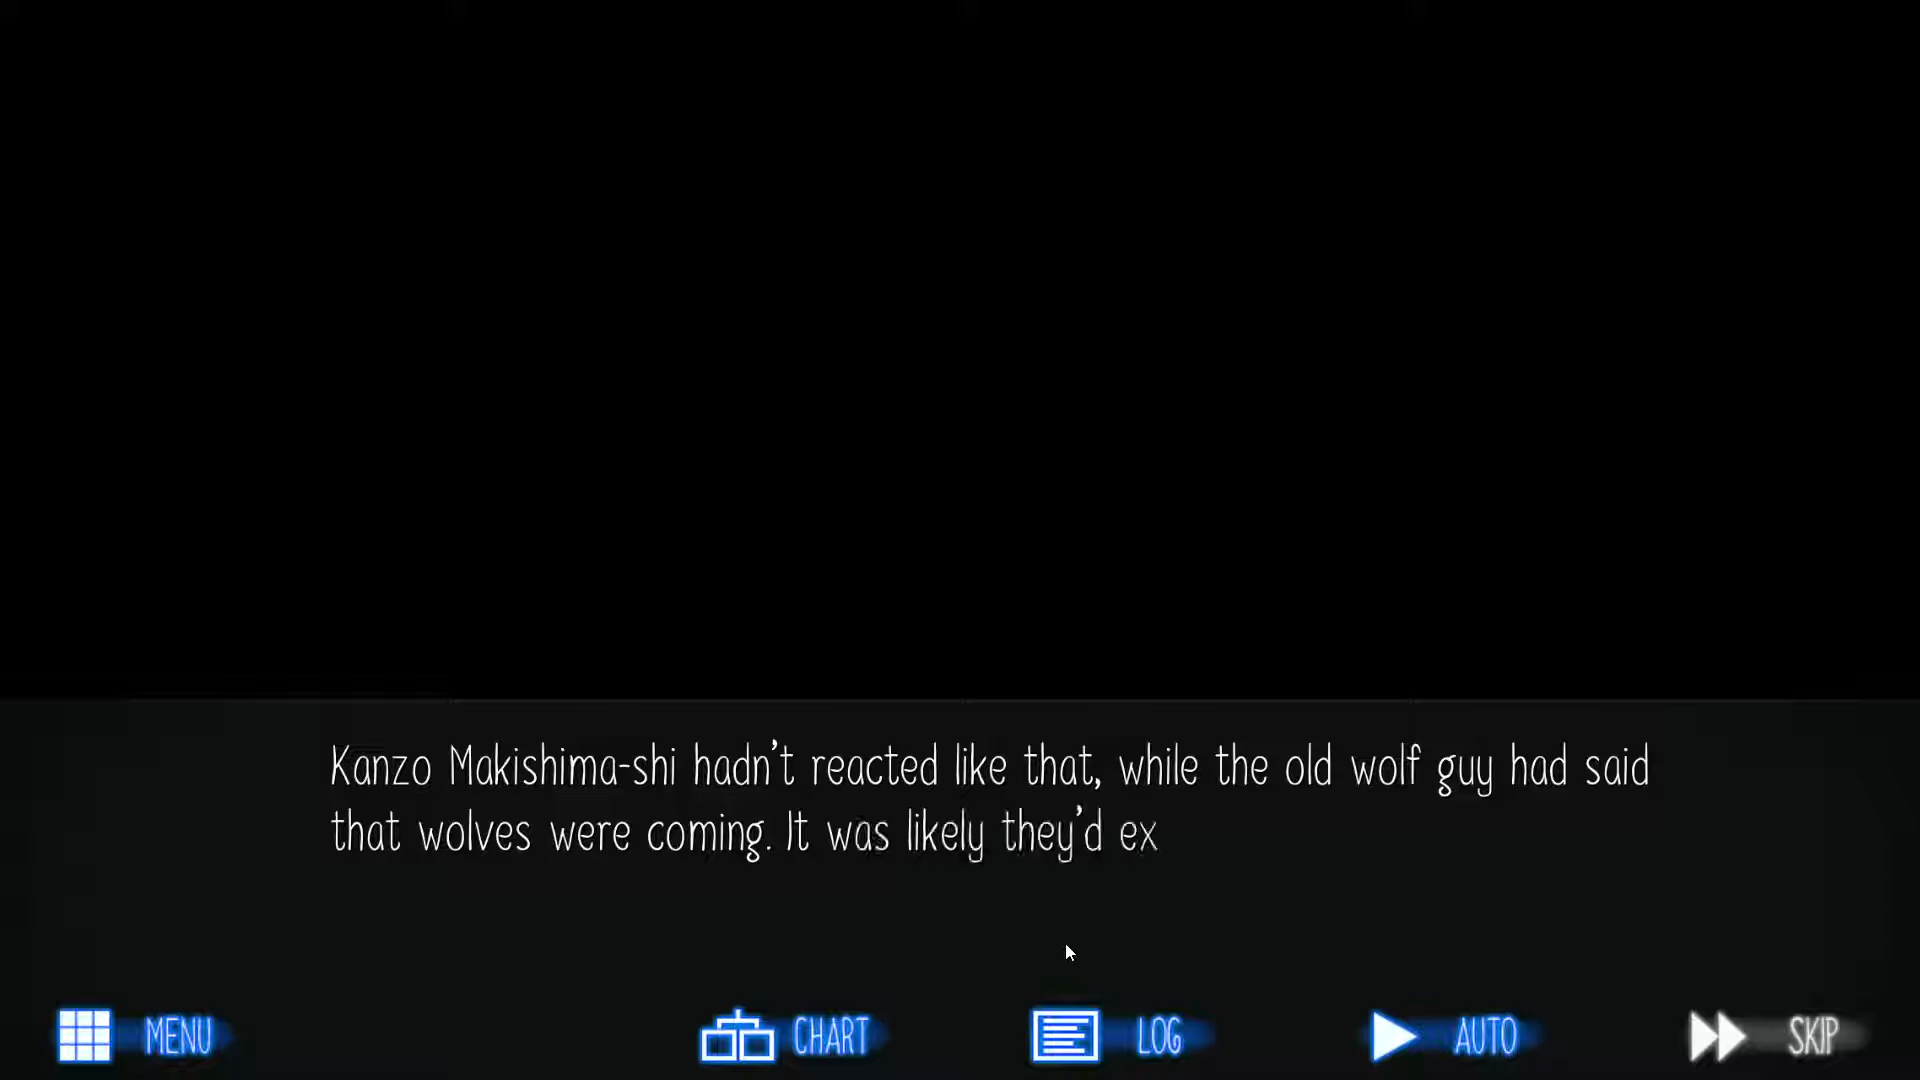 Kanzo Makishima-shi hadn't reacted like that, while the old wolf guy had said
that wolves were coming. It was likely they'd ex
MENU
CHART
LOG
AUTO
SKIP